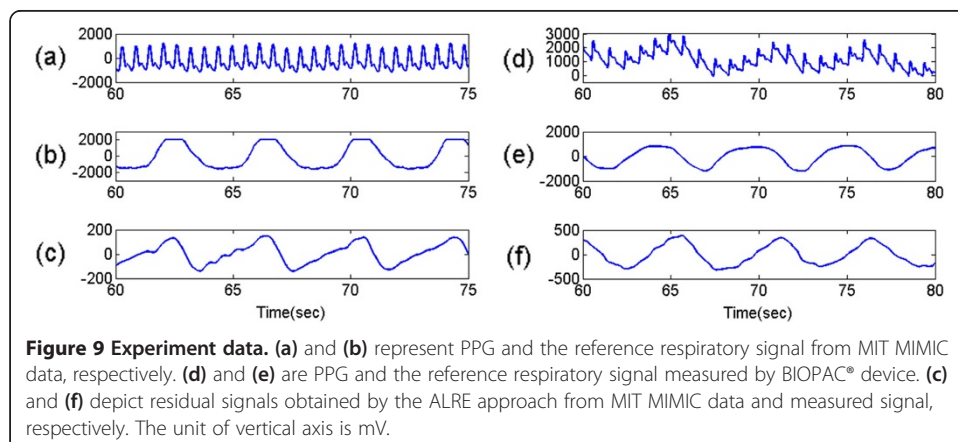 (a)
2000
0
-2000
60 65 70 75
(b)
2000
0
-2000
60 65 70 75
(c)
200
0
-200
60 65 70 75
Time(sec)
(d)
3000
2000
1000
0
60 65 70 75 80
(e)
2000
0
-2000
60 65 70 75 80
(f)
500
0
-500
60 65 70 75 80
Time(sec)
Figure 9 Experiment data. (a) and (b) represent PPG and the reference respiratory signal from MIT MIMIC
data, respectively. (d) and (e) are PPG and the reference respiratory signal measured by BIOPAC® device. (c)
and (f) depict residual signals obtained by the ALRE approach from MIT MIMIC data and measured signal,
respectively. The unit of vertical axis is mV.